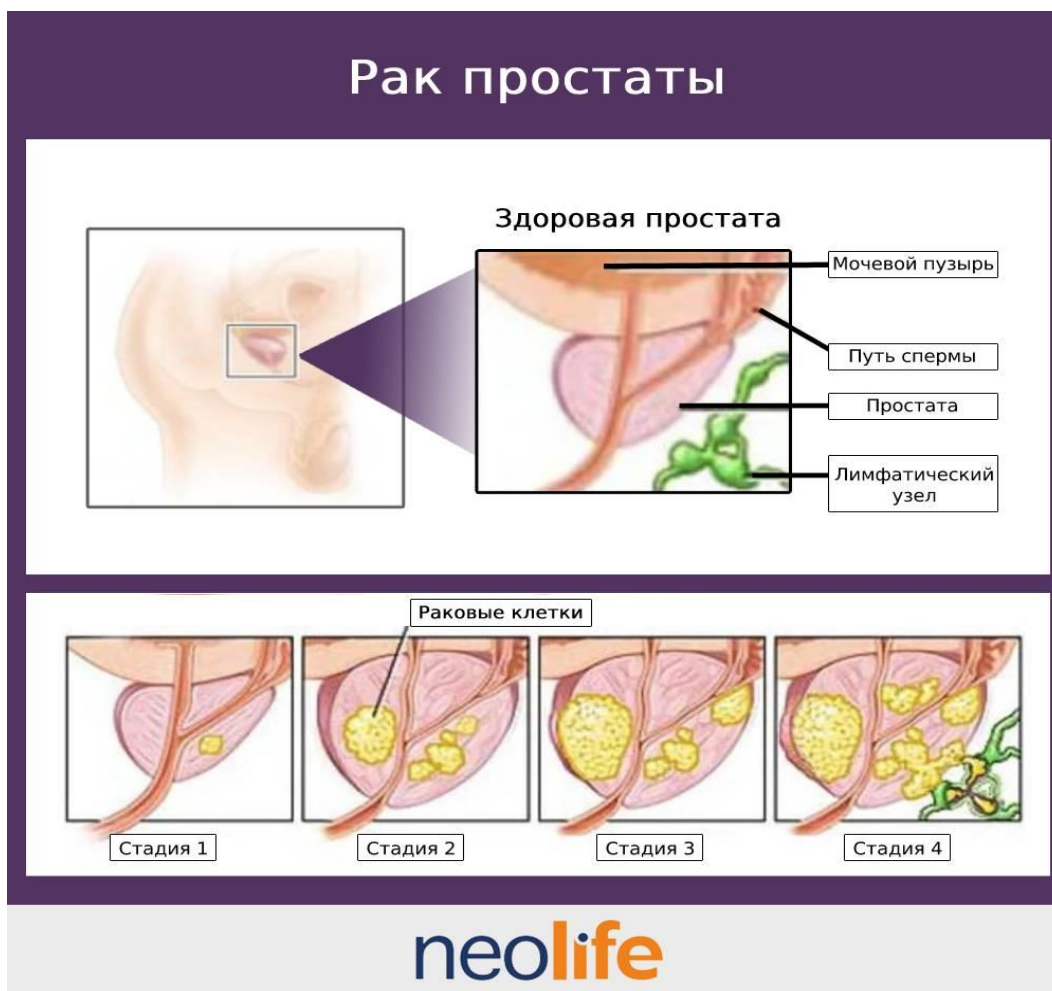 Рак простаты
Здоровая простата
Мочевой пузырь
Путь спермы
Простата
Лимфатический
узел
Раковые клетки
Стадия 1
Стадия 2
Стадия 3
Стадия 4
neolife